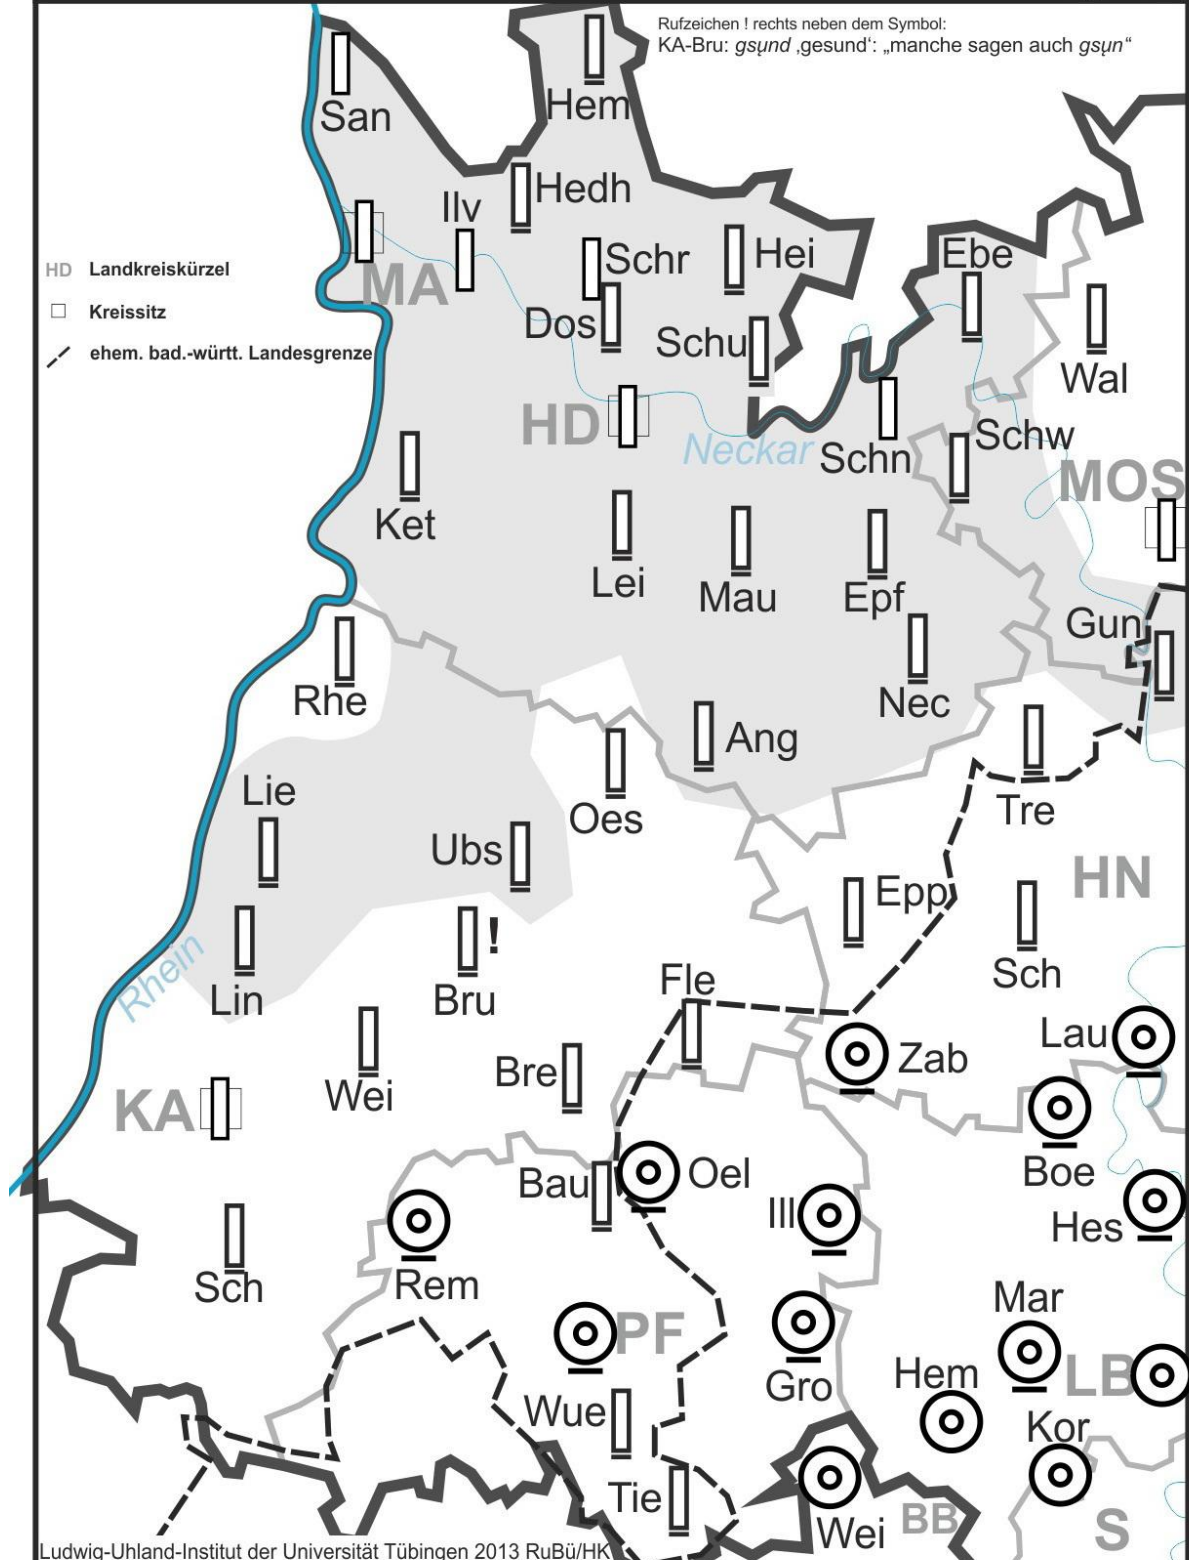 Rufzeichen ! rechts neben dem Symbol:
KA-Bru: gsụnd ‚gesund‘: „manche sagen auch gsụn“
San
Hem
Hedh
Ilv
Schr
Hei
Ebe
HD Landkreiskürzel
MA
Kreissitz
Dos
Schu
ehem. bad.-württ. Landesgrenze
Wal
HD
Neckar
Schn
Schw
MOS
Ket
Lei
Mau
Epf
Gun
Rhe
Nec
Ang
Lie
Oes
Tre
Ubs
HN
Epp
!
Rhein
Lin
Bru
Fle
Sch
Lau
Zab
Bre
Wei
KA
Boe
Bau
Oel
Ill
Hes
Sch
Rem
Mar
PF
Gro
Hem
LB
Wue
Kor
Tie
Wei
BB
S
Ludwig-Uhland-Institut der Universität Tübingen 2013 RuBü/HK